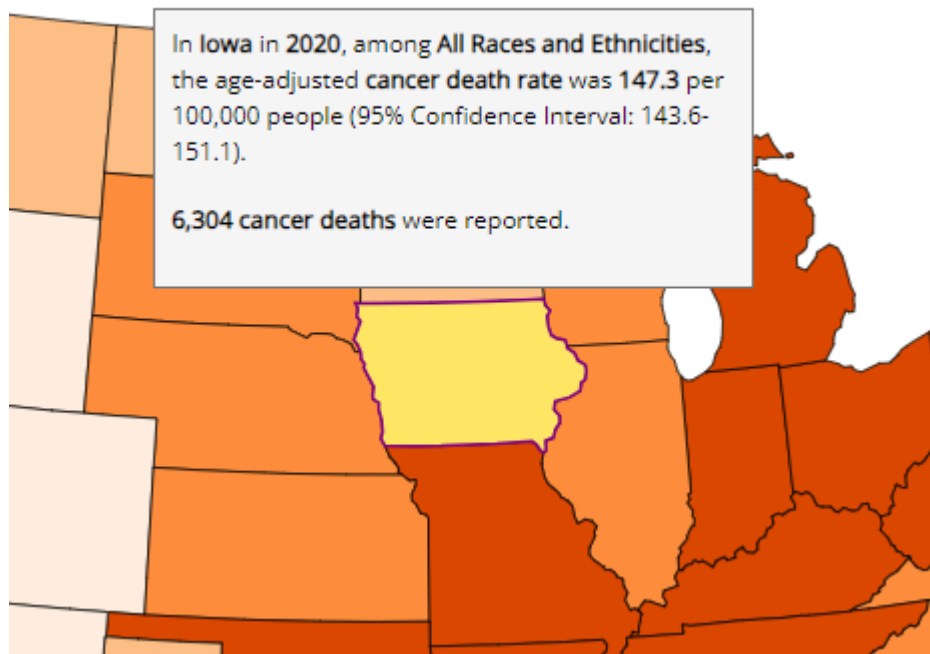 In Iowa in 2020, among All Races and Ethnicities,
the age-adjusted cancer death rate was 147.3 per
100,000 people (95% Confidence Interval: 143.6-
151.1).
6,304 cancer deaths were reported.